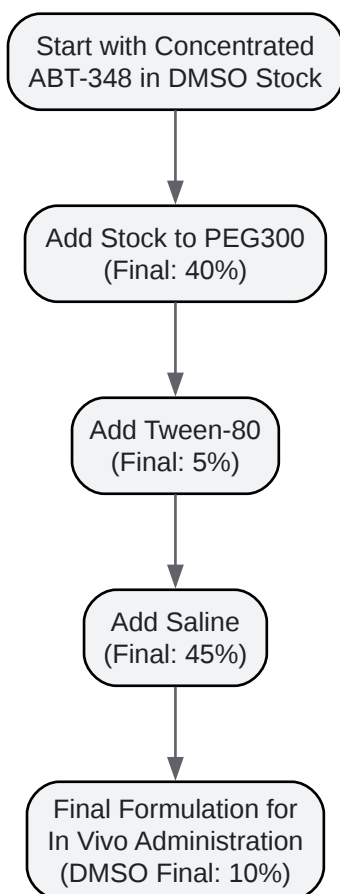 Start with Concentrated
ABT-348 in DMSO Stock
Add Stock to PEG300
(Final: 40%)
Add Tween-80
(Final: 5%)
Add Saline
(Final: 45%)
Final Formulation for
In Vivo Administration
(DMSO Final: 10%)